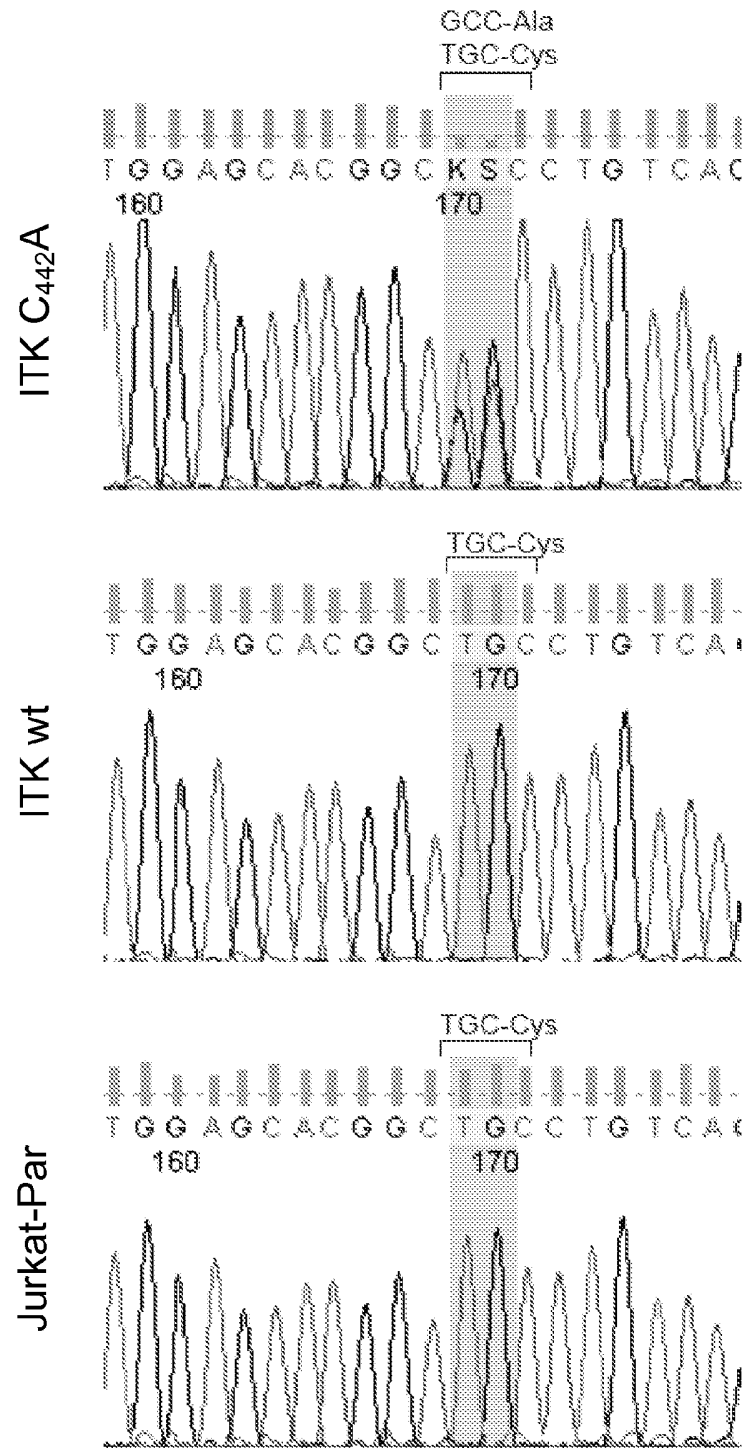 GCC-Ala
TGC-Cys
T G G A G C A C G G C K S C C T G T C A C
160 170
ITK C442A
TGC-Cys
T G G A G C A C G G C T G C C T G T C A
160 170
ITK wt
TGC-Cys
T G G A G C A C G G C T G C C T G T C A C
160 170
Jurkat-Par